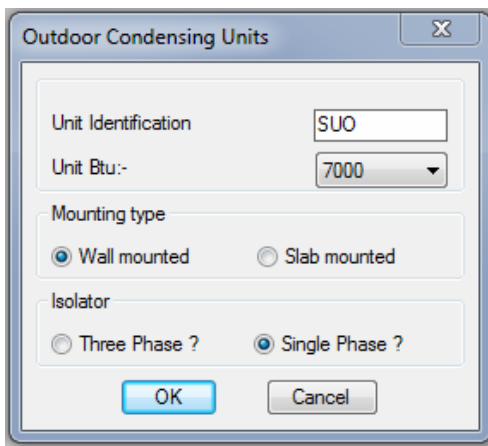 Outdoor Condensing Units
Unit Identification SUO
Unit Btu:- 7000
Mounting type
Wall mounted Slab mounted
Isolator
Three Phase ? Single Phase ?
OK Cancel